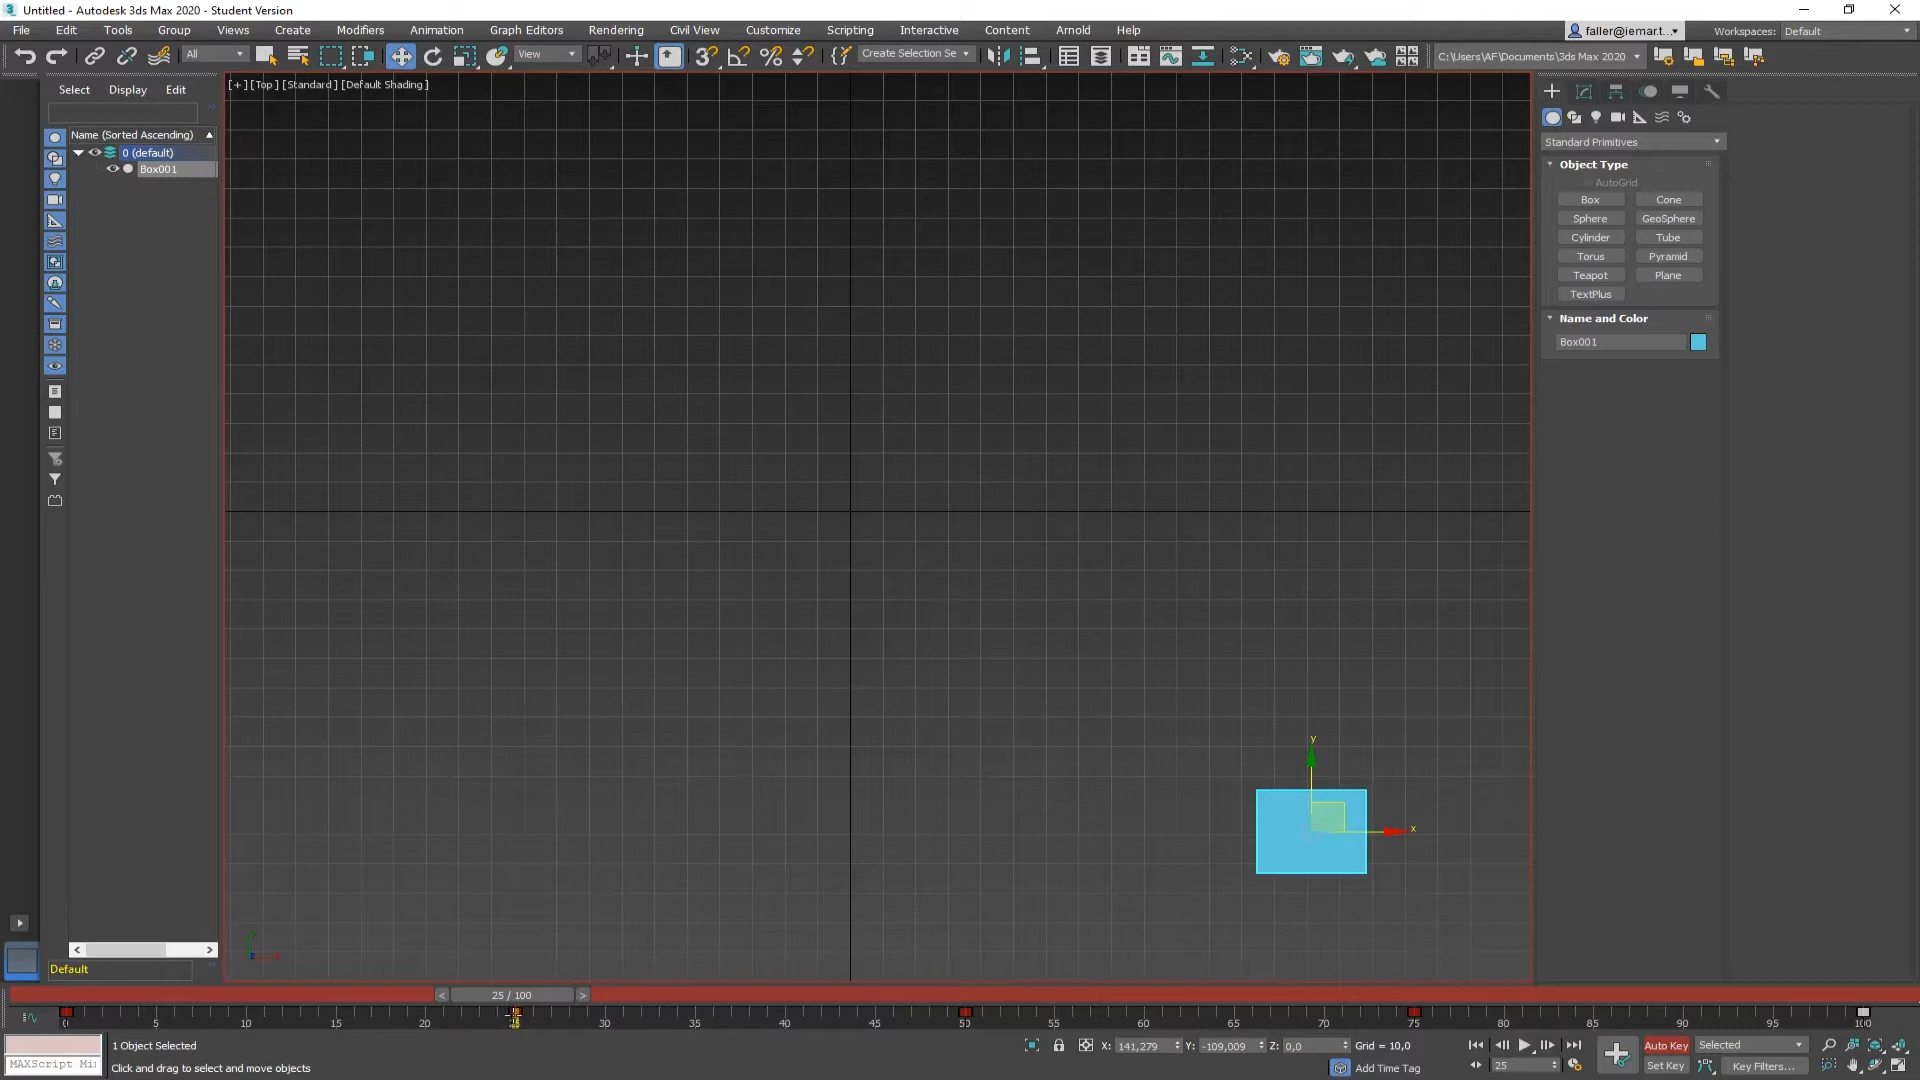 Untitled - Autodesk 3ds Max 2020 - Student Version
File Edit Tools Group Views Create Modifiers Animation Graph Editors Rendering Civil View Customize Scripting Interactive Content Arnold Help
faller@iemar.t...
Workspaces: Default
All
View
Create Selection Se
C:\Users\AF\Documents\3ds Max 2020
Select Display Edit
[+] [Top] [Standard] [Default Shading]
Name (Sorted Ascending)
0 (default)
Box001
Standard Primitives
Object Type
AutoGrid
Box Cone
Sphere GeoSphere
Cylinder Tube
Torus Pyramid
Teapot Plane
TextPlus
Name and Color
Box001
y
x
Default
< 25 / 100 >
0 5 10 15 20 25 30 35 40 45 50 55 60 65 70 75 80 85 90 95 100
1 Object Selected
X: 141,279 Y: -109,009 Z: 0,0 Grid = 10,0
Auto Key Selected
MAXScript Mi
Click and drag to select and move objects
Add Time Tag
25
Set Key Key Filters...